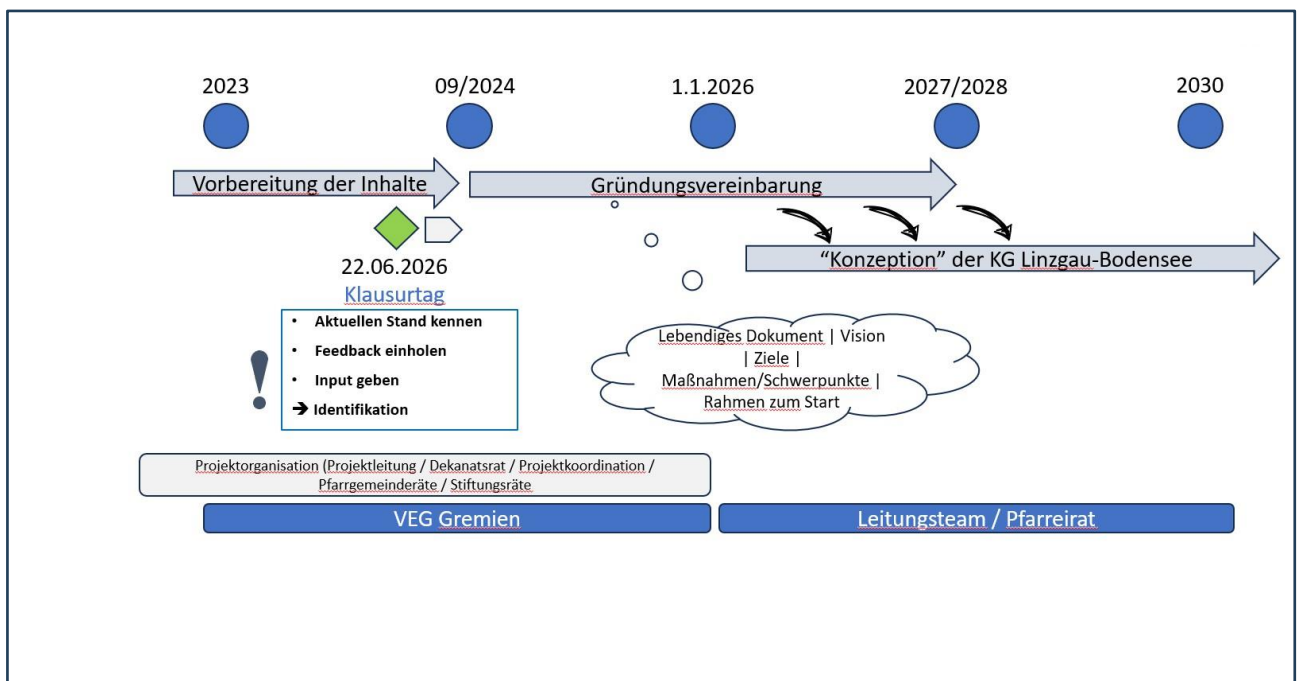 2023
09/2024
1.1.2026
2027/2028
2030
Vorbereitung der Inhalte
Gründungsvereinbarung
22.06.2026
Klausurtag
“Konzeption” der KG Linzgau-Bodensee
• Aktuellen Stand kennen
• Feedback einholen
• Input geben
➔ Identifikation
!
Lebendiges Dokument | Vision
| Ziele |
Maßnahmen/Schwerpunkte |
Rahmen zum Start
Projektorganisation (Projektleitung / Dekanatsrat / Projektkoordination /
Pfarrgemeinderäte / Stiftungsräte
VEG Gremien
Leitungsteam / Pfarreirat